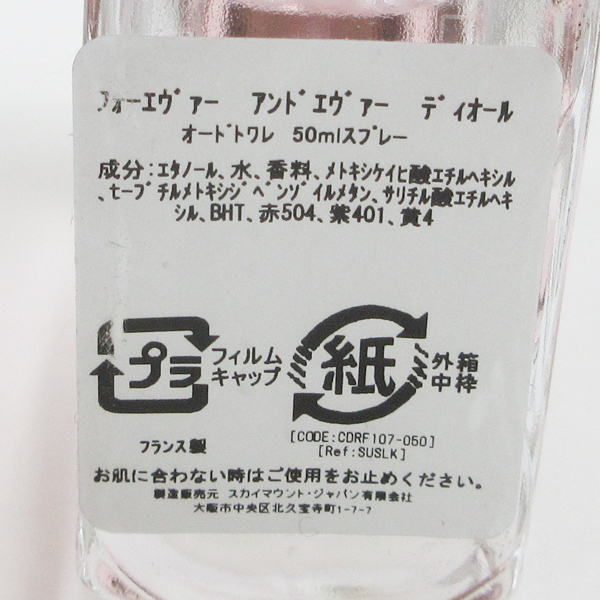 フォーエヴァー アンドエヴァー ディオール
オードトワレ 50mlスプレー
成分:エタノール、水、香料、メトキシケイヒ酸エチルヘキシル
、t-ブチルメトキシジベンゾイルメタン、サリチル酸エチルヘキ
シル、BHT、赤504、紫401、黄4
プラ
フィルム
キャップ
紙
外箱
中枠
フランス製
[CODE:CDRF107-050]
[Ref:SUSLK]
お肌に合わない時はご使用をお止めください。
製造販売元 スカイマウント・ジャパン有限会社
大阪市中央区北久宝寺町1-7-7